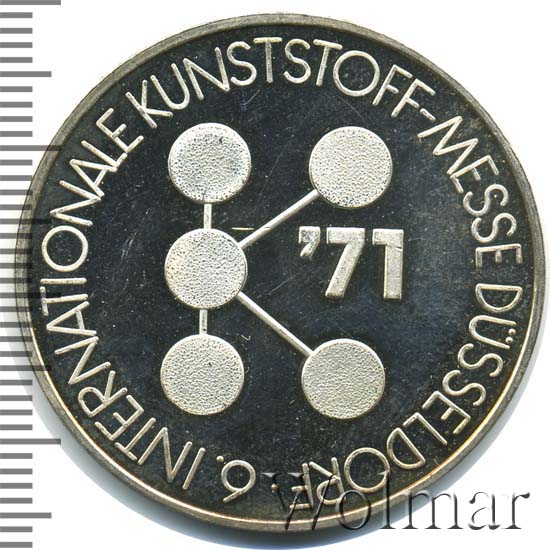 6. INTERNATIONALE KUNSTSTOFF-MESSE DÜSSELDORF
'71
Wolmar